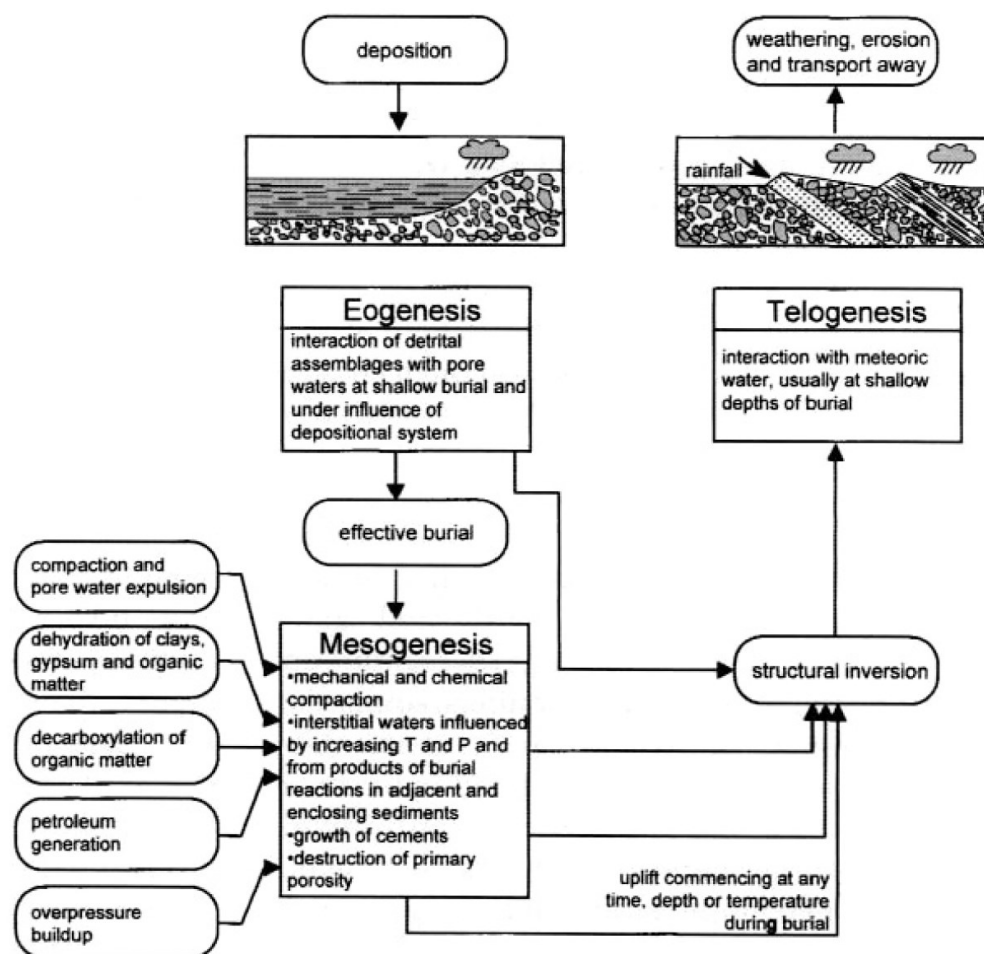 deposition
weathering, erosion
and transport away
rainfall
Eogenesis
interaction of detrital
assemblages with pore
waters at shallow burial and
under influence of
depositional system
Telogenesis
interaction with meteoric
water, usually at shallow
depths of burial
effective burial
compaction and
pore water expulsion
dehydration of clays,
gypsum and organic
matter
decarboxylation of
organic matter
petroleum
generation
overpressure
buildup
Mesogenesis
•mechanical and chemical
compaction
•interstitial waters influenced
by increasing T and P and
from products of burial
reactions in adjacent and
enclosing sediments
•growth of cements
•destruction of primary
porosity
structural inversion
uplift commencing at any
time, depth or temperature
during burial